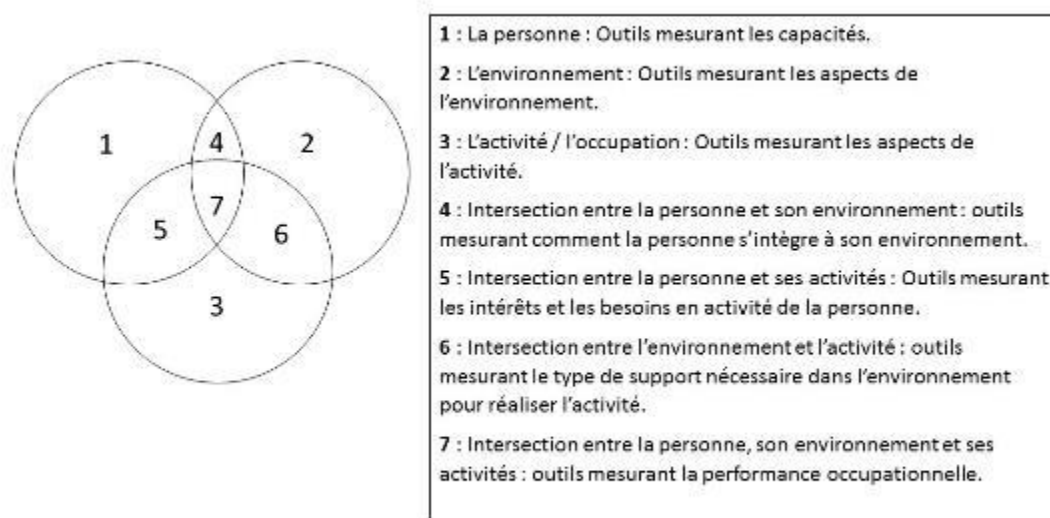 1
4
2
7
5
6
3
1 : La personne : Outils mesurant les capacités.
2 : L'environnement : Outils mesurant les aspects de
l'environnement.
3 : L'activité / l'occupation : Outils mesurant les aspects de
l'activité.
4 : Intersection entre la personne et son environnement : outils
mesurant comment la personne s'intègre à son environnement.
5 : Intersection entre la personne et ses activités : Outils mesurant
les intérêts et les besoins en activité de la personne.
6 : Intersection entre l'environnement et l'activité : outils
mesurant le type de support nécessaire dans l'environnement
pour réaliser l'activité.
7 : Intersection entre la personne, son environnement et ses
activités : outils mesurant la performance occupationnelle.